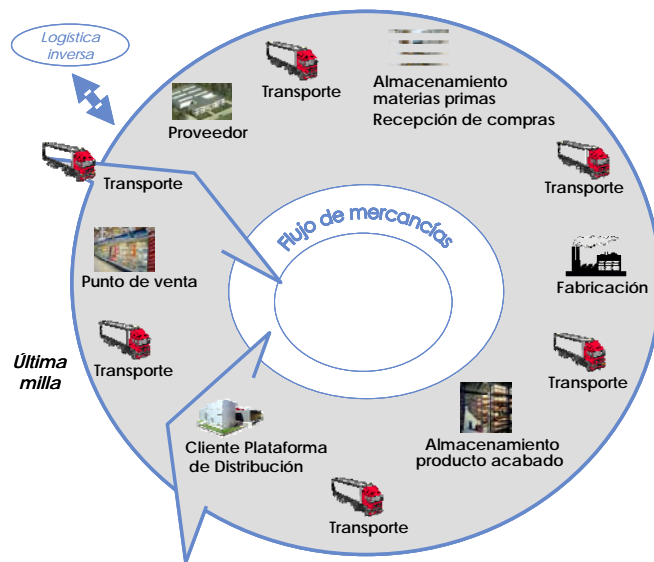 Logística
inversa
Transporte
Almacenamiento
materias primas
Recepción de compras
Proveedor
Transporte
Transporte
Flujo de mercancías
Punto de venta
Fabricación
Última
milla
Transporte
Transporte
Cliente Plataforma
de Distribución
Almacenamiento
producto acabado
Transporte